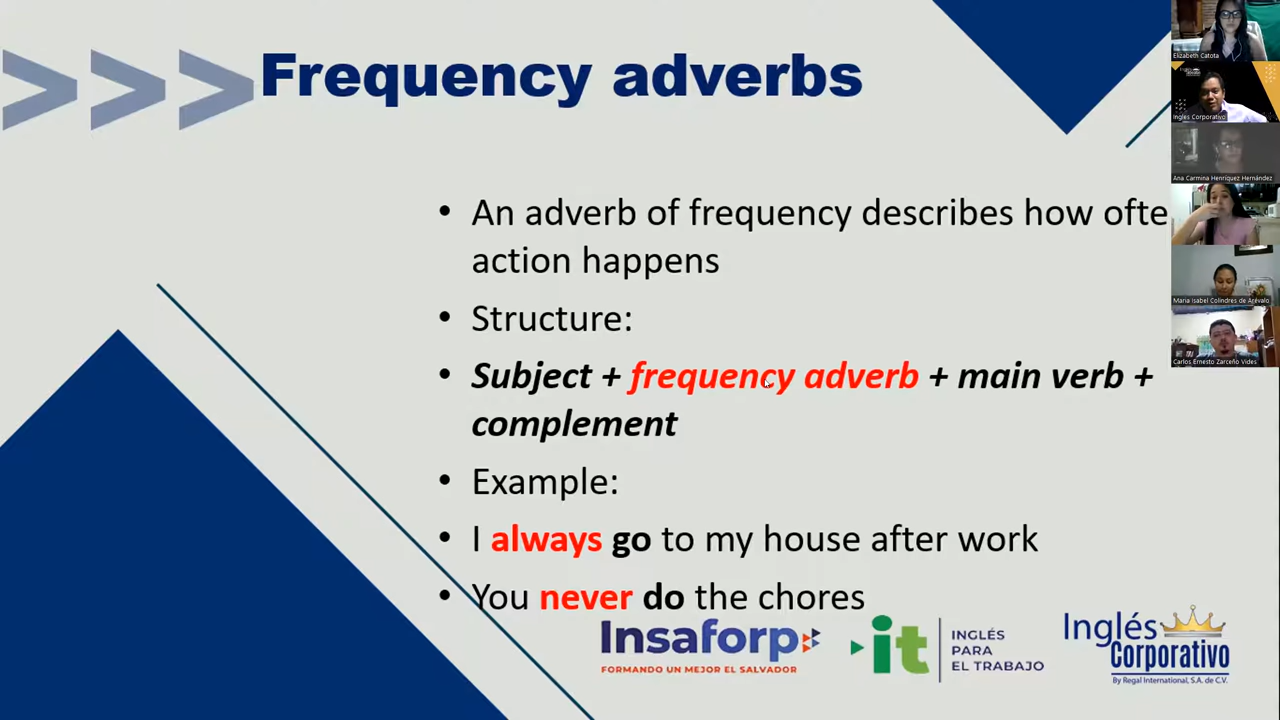 Frequency adverbs
• An adverb of frequency describes how ofte
action happens
• Structure:
• Subject + frequency adverb + main verb +
complement
• Example:
• I always go to my house after work
• You never do the chores
Insaforp
FORMANDO UN MEJOR EL SALVADOR
it
INGLÉS
PARA
EL TRABAJO
Inglés
Corporativo
By Regal International, S.A. de C.V.
Elizabeth Catota
Inglés Corporativo
Ana Carmina Henríquez Hernández
Maria Isabel Colindres de Arévalo
Carlos Ernesto Zarceño Vides